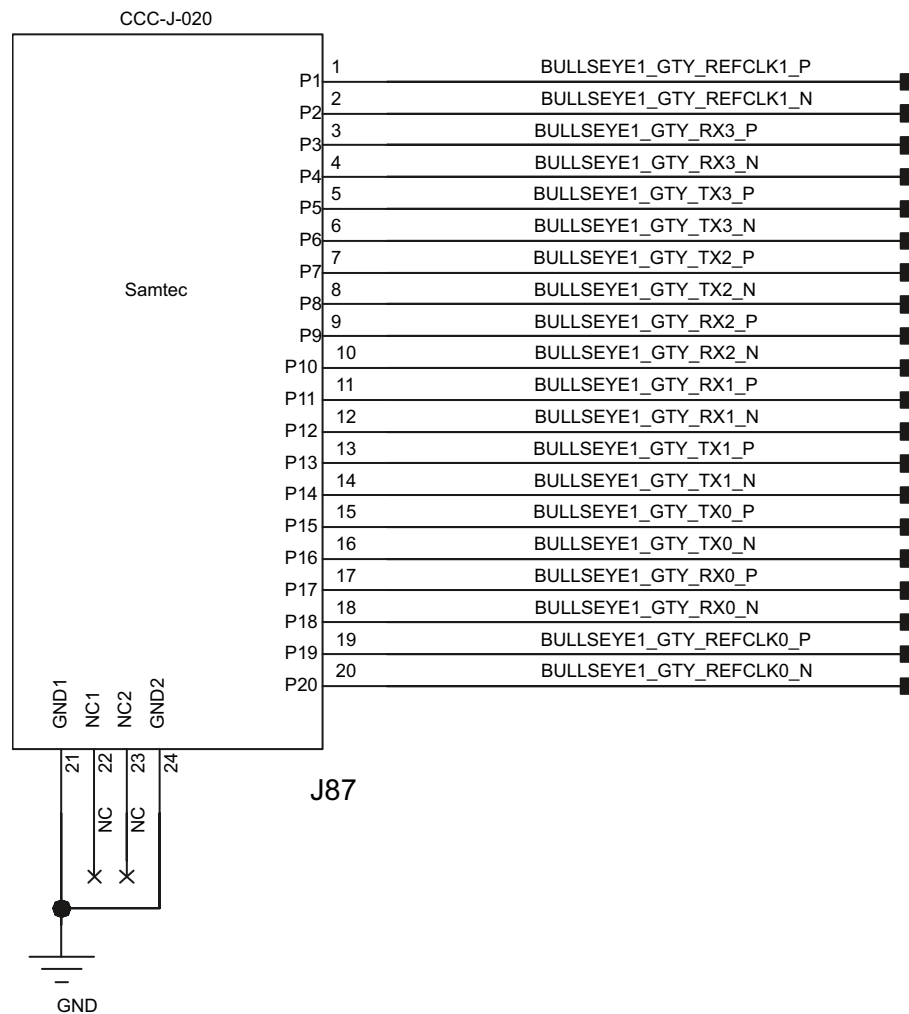 CCC-J-020
P1 1 BULLSEYE1_GTY_REFCLK1_P
P2 2 BULLSEYE1_GTY_REFCLK1_N
P3 3 BULLSEYE1_GTY_RX3_P
P4 4 BULLSEYE1_GTY_RX3_N
P5 5 BULLSEYE1_GTY_TX3_P
P6 6 BULLSEYE1_GTY_TX3_N
P7 7 BULLSEYE1_GTY_TX2_P
Samtec
P8 8 BULLSEYE1_GTY_TX2_N
P9 9 BULLSEYE1_GTY_RX2_P
P10 10 BULLSEYE1_GTY_RX2_N
P11 11 BULLSEYE1_GTY_RX1_P
P12 12 BULLSEYE1_GTY_RX1_N
P13 13 BULLSEYE1_GTY_TX1_P
P14 14 BULLSEYE1_GTY_TX1_N
P15 15 BULLSEYE1_GTY_TX0_P
P16 16 BULLSEYE1_GTY_TX0_N
P17 17 BULLSEYE1_GTY_RX0_P
P18 18 BULLSEYE1_GTY_RX0_N
P19 19 BULLSEYE1_GTY_REFCLK0_P
P20 20 BULLSEYE1_GTY_REFCLK0_N
GND1
NC1
NC2
GND2
21
22
23
24
J87
NC
NC
GND